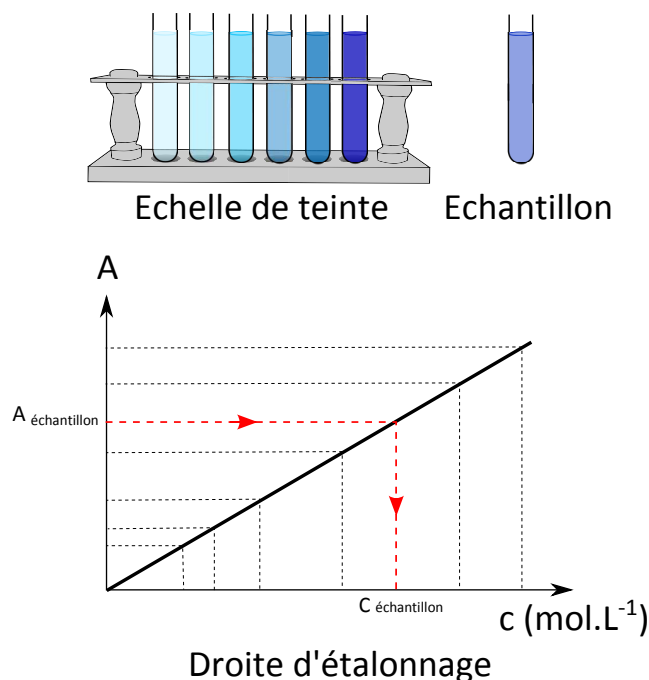 Echelle de teinte
Echantillon
A
A échantillon
C échantillon
c (mol.L-1)
Droite d'étalonnage